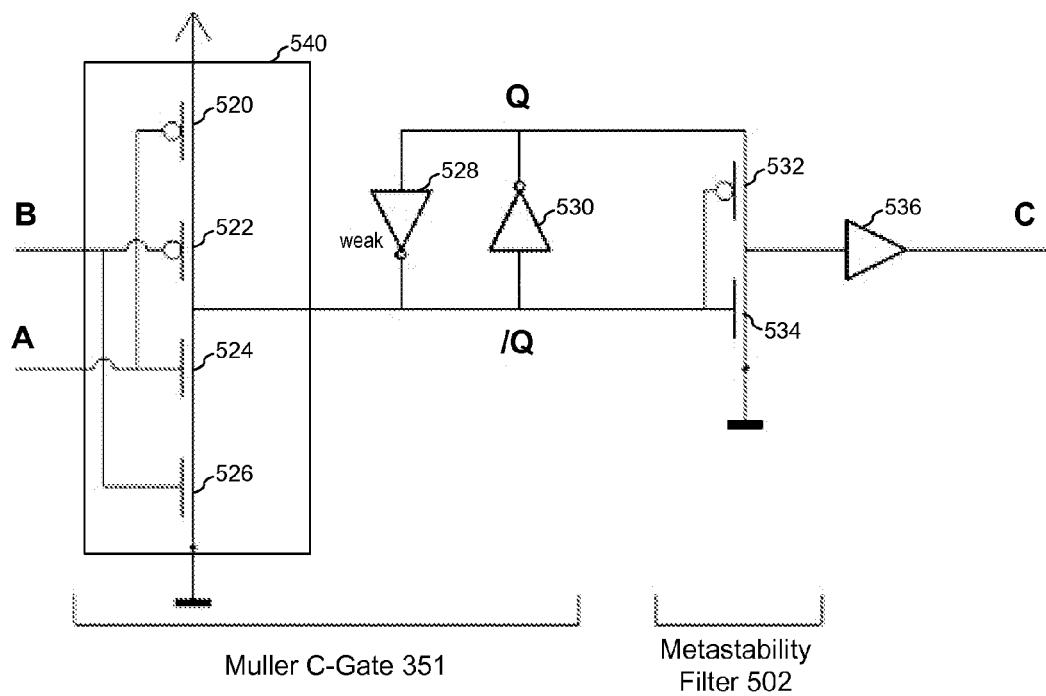 540
520
Q
528
532
B
522
weak
530
536
C
A
524
/Q
534
526
Muller C-Gate 351
Metastability
Filter 502